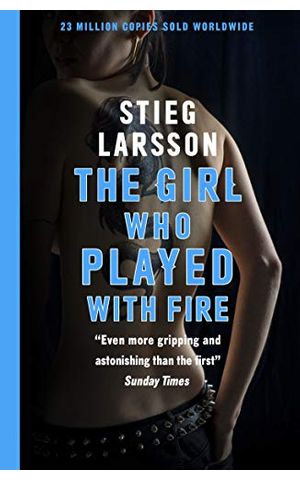 23 MILLION COPIES SOLD WORLDWIDE
STIEG
LARSSON
THE GIRL
WHO
PLAYED
WITH FIRE
“Even more gripping and
astonishing than the first”
Sunday Times